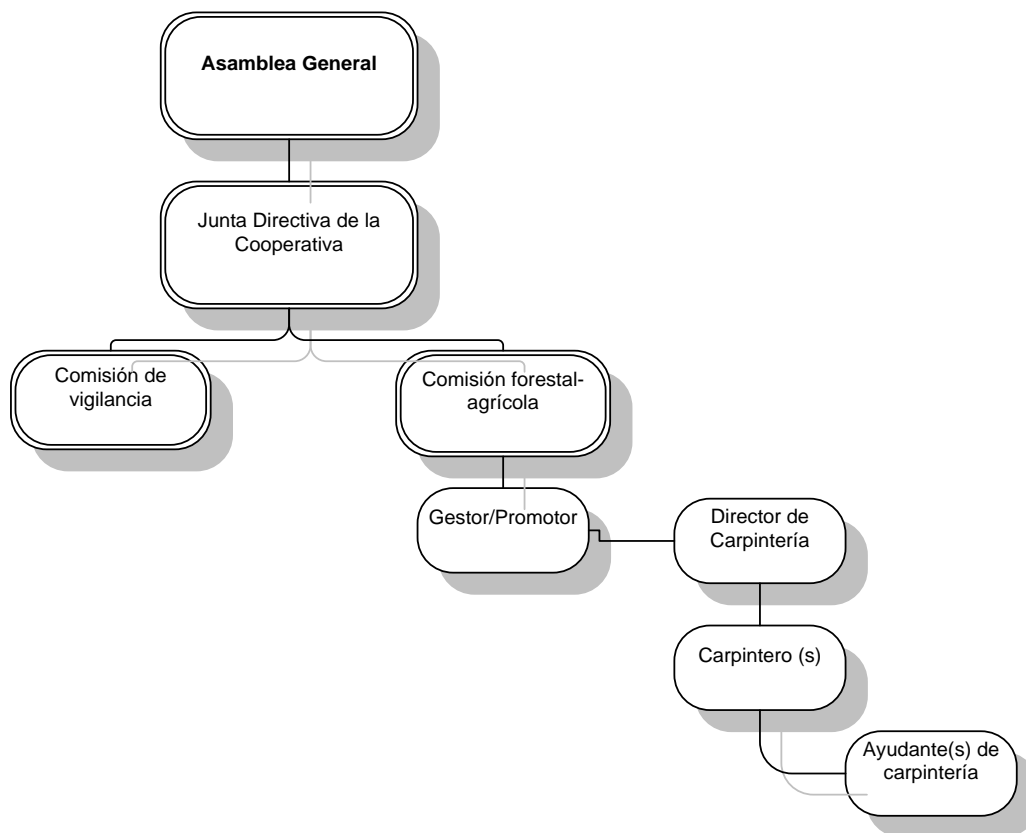 Asamblea General
Junta Directiva de la
Cooperativa
Comisión de
vigilancia
Comisión forestal-
agrícola
Gestor/Promotor
Director de
Carpintería
Carpintero (s)
Ayudante(s) de
carpintería